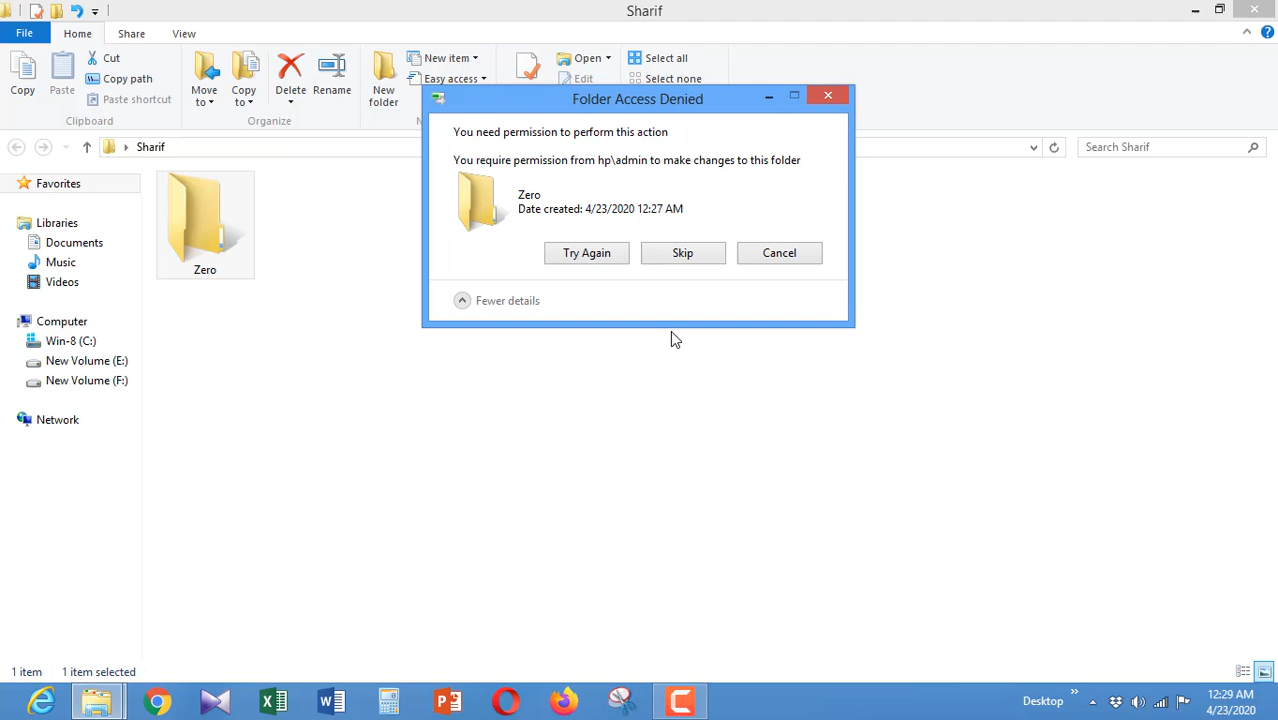 Sharif
File Home Share View
Copy
Paste
Cut
Copy path
Paste shortcut
Clipboard
Move to
Copy to
Delete
Rename
Organize
New folder
New item
Easy access
Open
Edit
Select all
Select none
Sharif
Search Sharif
Favorites
Libraries
Documents
Music
Videos
Computer
Win-8 (C:)
New Volume (E:)
New Volume (F:)
Network
Zero
Folder Access Denied
You need permission to perform this action
You require permission from hp\admin to make changes to this folder
Zero
Date created: 4/23/2020 12:27 AM
Try Again Skip Cancel
Fewer details
1 item 1 item selected
Desktop
12:29 AM
4/23/2020